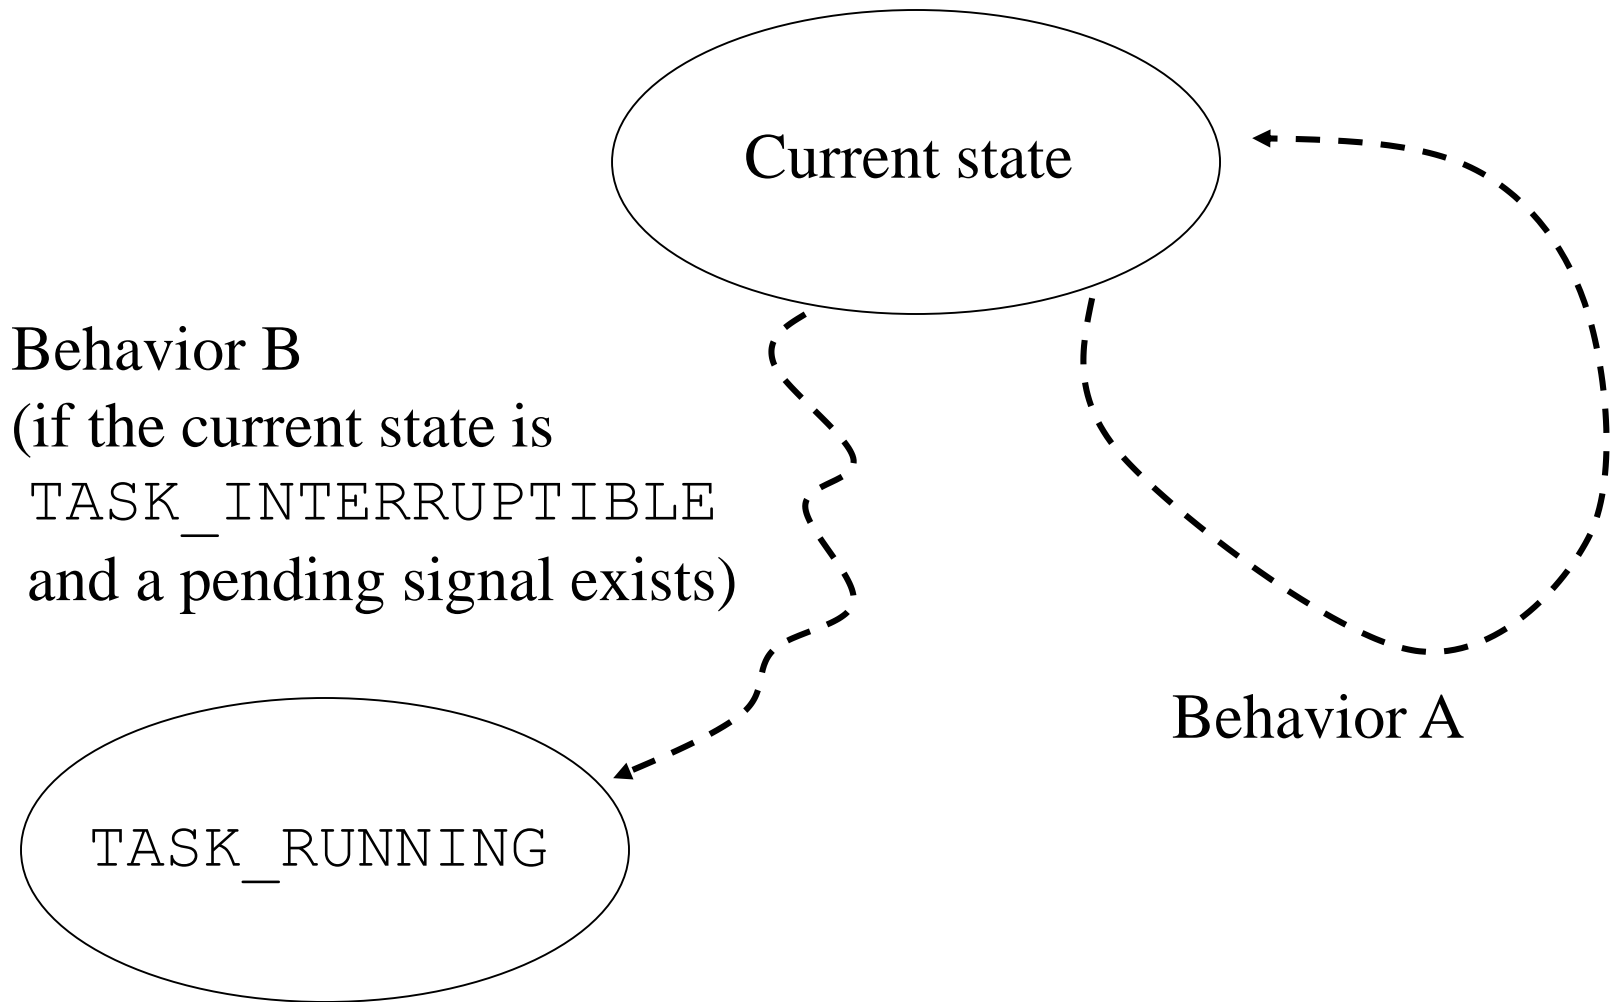 Current state
Behavior B
(if the current state is
TASK_INTERRUPTIBLE
and a pending signal exists)
Behavior A
TASK_RUNNING